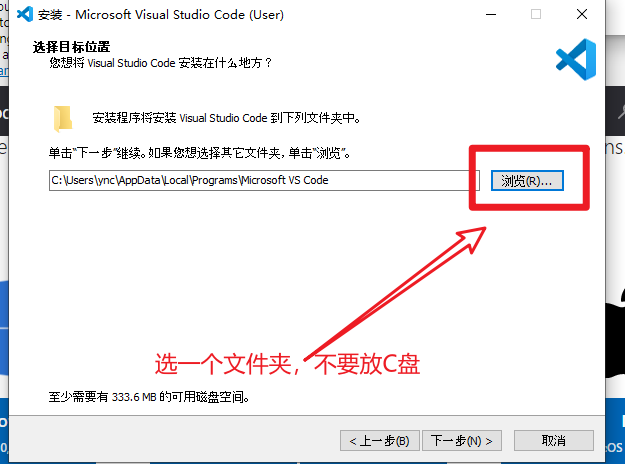 安装 - Microsoft Visual Studio Code (User)
选择目标位置
您想将 Visual Studio Code 安装在什么地方？
安装程序将安装 Visual Studio Code 到下列文件夹中。
单击“下一步”继续。如果您想选择其它文件夹，单击“浏览”。
C:\Users\ync\AppData\Local\Programs\Microsoft VS Code
浏览(R)...
选一个文件夹，不要放C盘
至少需要有 333.6 MB 的可用磁盘空间。
< 上一步(B)
下一步(N) >
取消